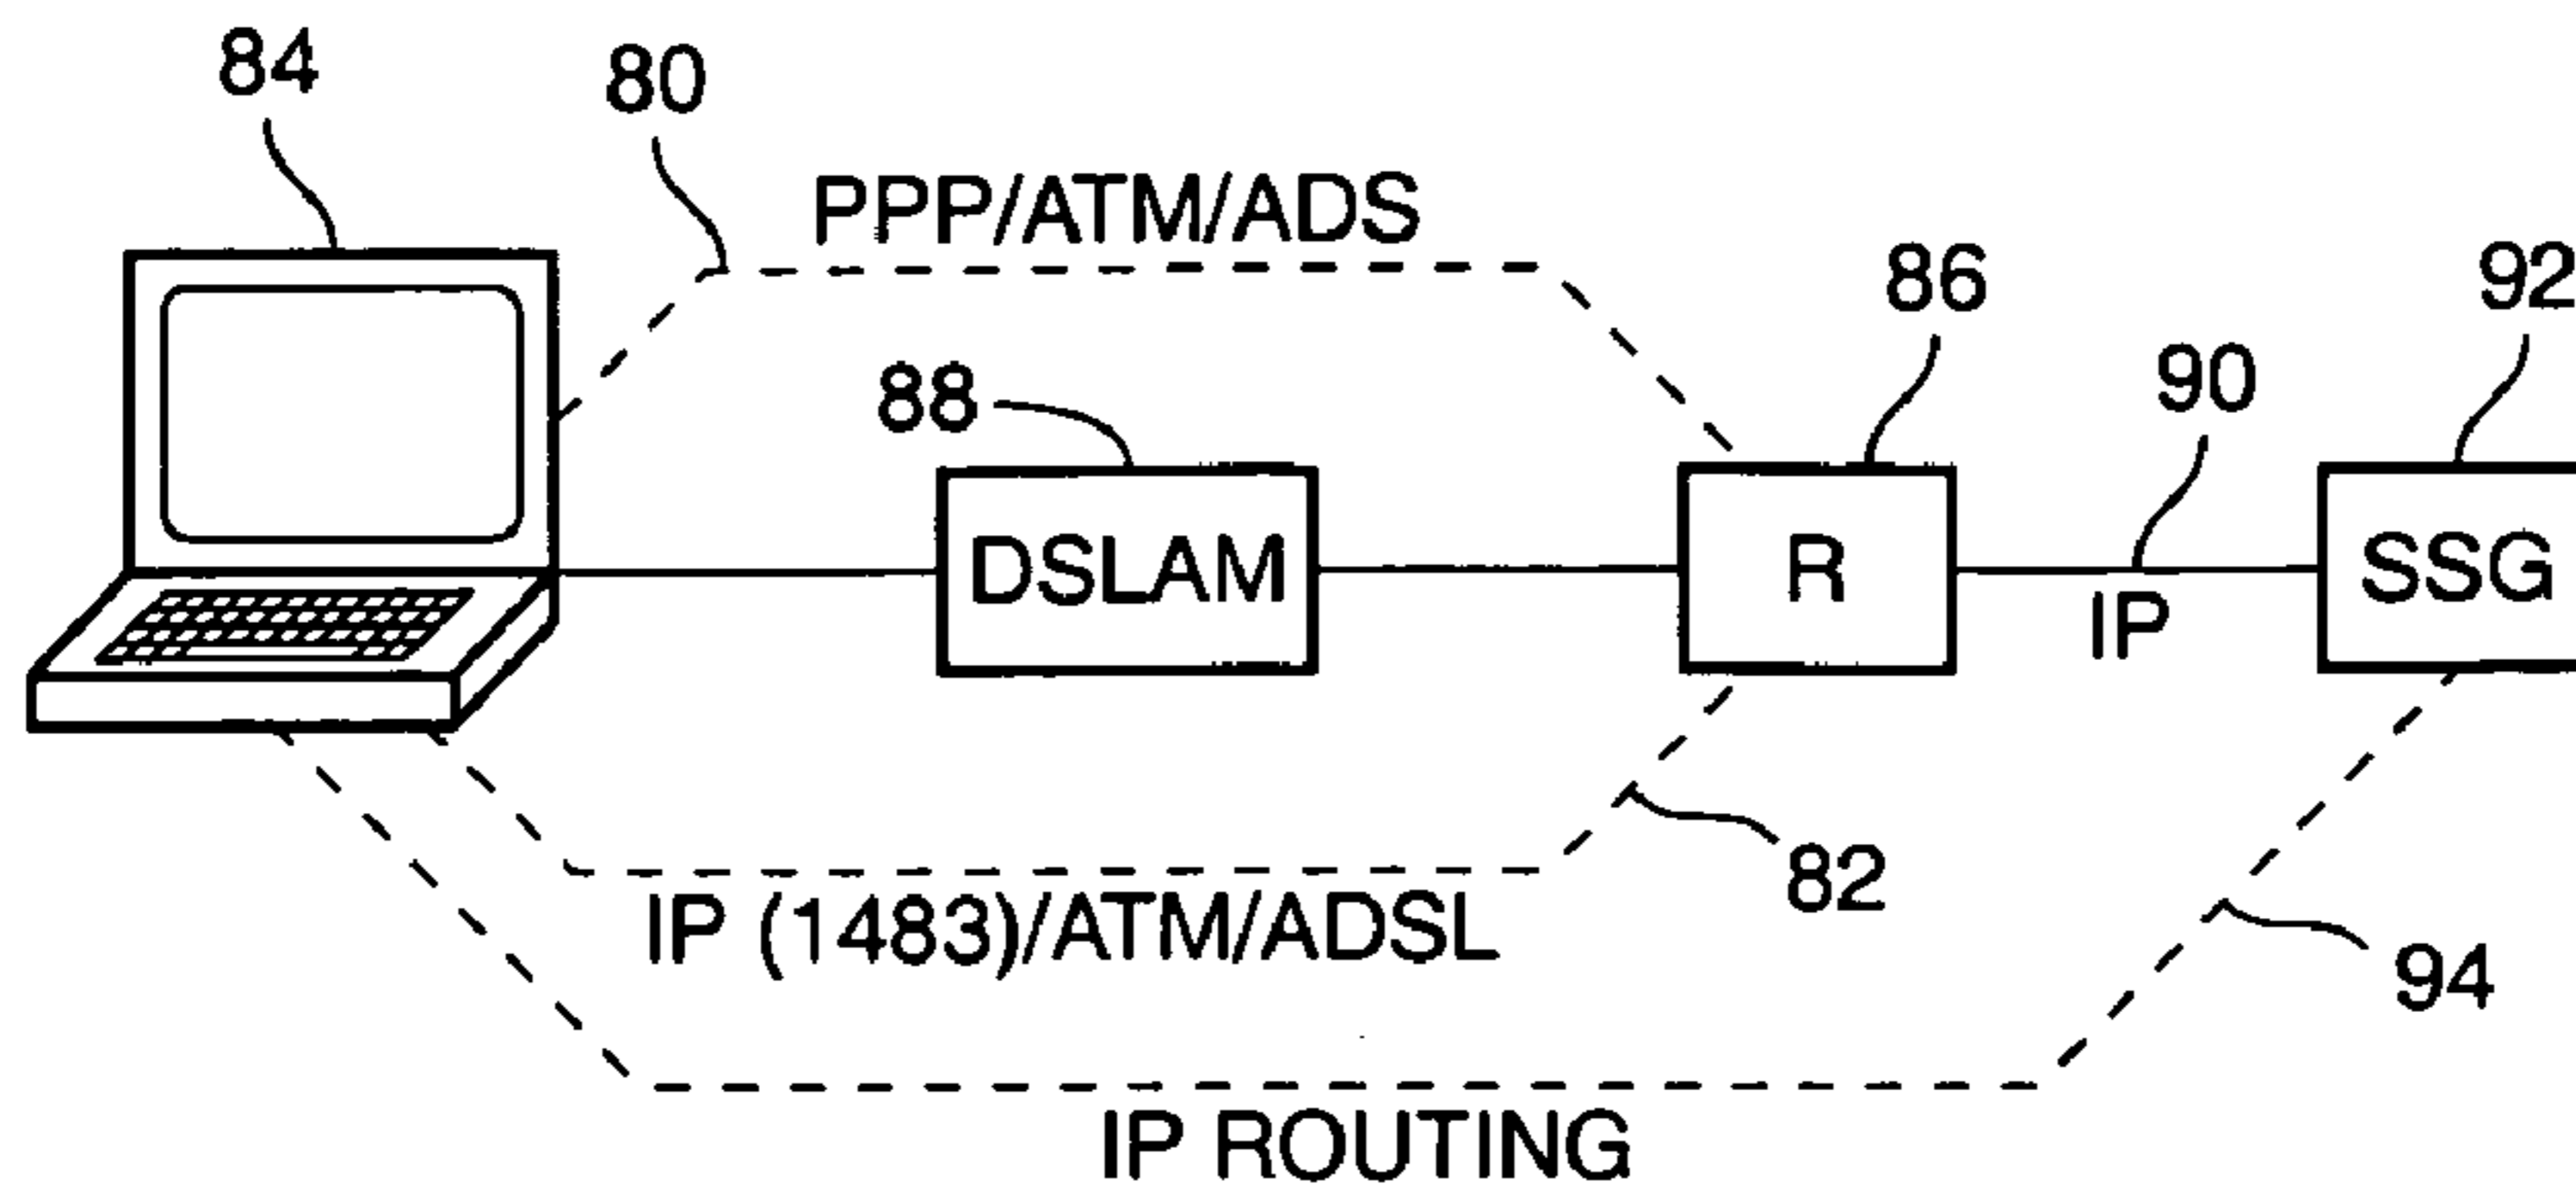 84
80
PPP/ATM/ADS
86
92
88
90
DSLAM
R
IP
SSG
82
IP (1483)/ATM/ADSL
94
IP ROUTING